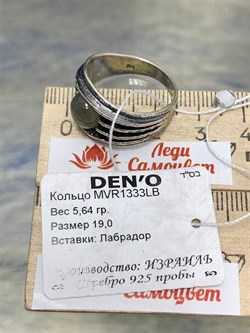 Леди
Самоцвет
בס"ד
DEN'O
Кольцо MVR1333LB
Вес 5,64 гр.
Размер 19,0
Вставки: Лабрадор
Производство: ИЗРАИЛЬ
Серебро 925 пробы